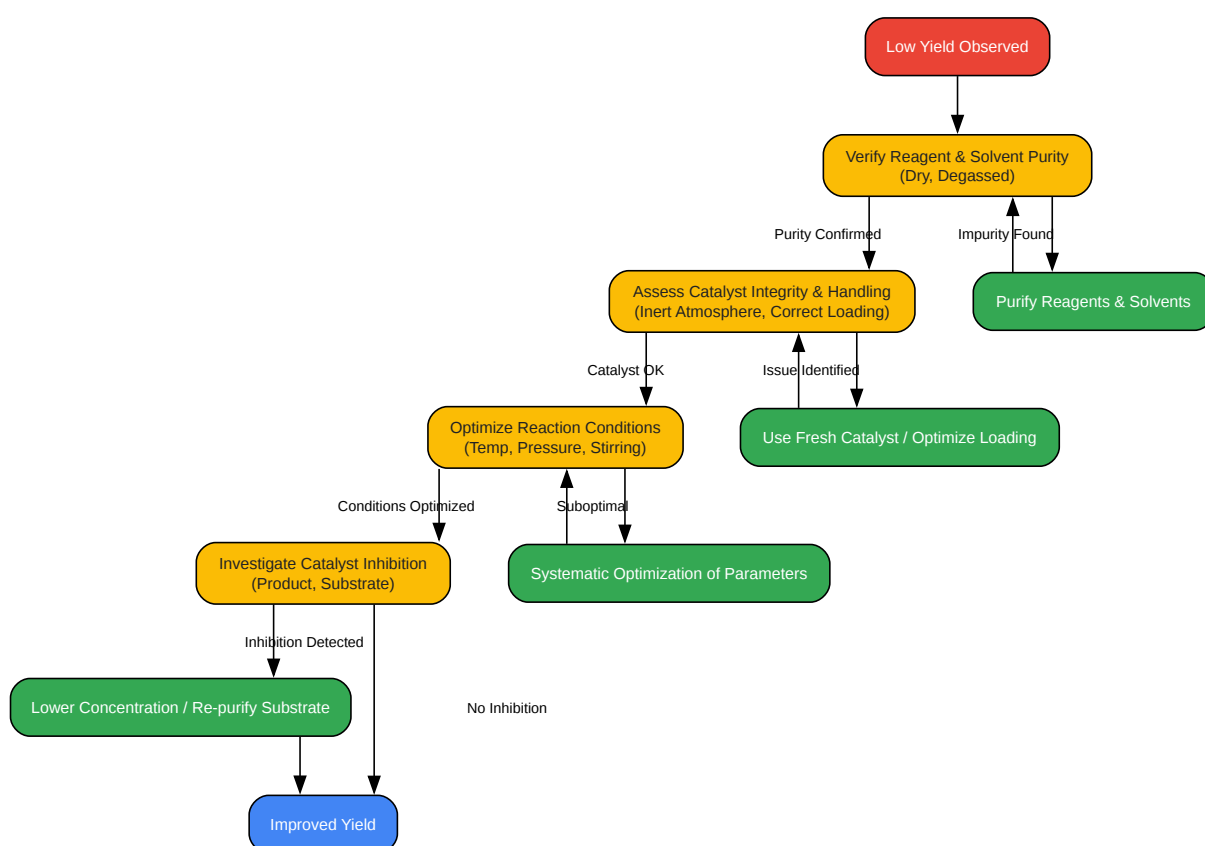 Low Yield Observed
Verify Reagent & Solvent Purity
(Dry, Degassed)
Purity Confirmed
Impurity Found
Assess Catalyst Integrity & Handling
(Inert Atmosphere, Correct Loading)
Purify Reagents & Solvents
Catalyst OK
Issue Identified
Optimize Reaction Conditions
(Temp, Pressure, Stirring)
Use Fresh Catalyst / Optimize Loading
Conditions Optimized
Suboptimal
Investigate Catalyst Inhibition
(Product, Substrate)
Systematic Optimization of Parameters
Inhibition Detected
Lower Concentration / Re-purify Substrate
No Inhibition
Improved Yield